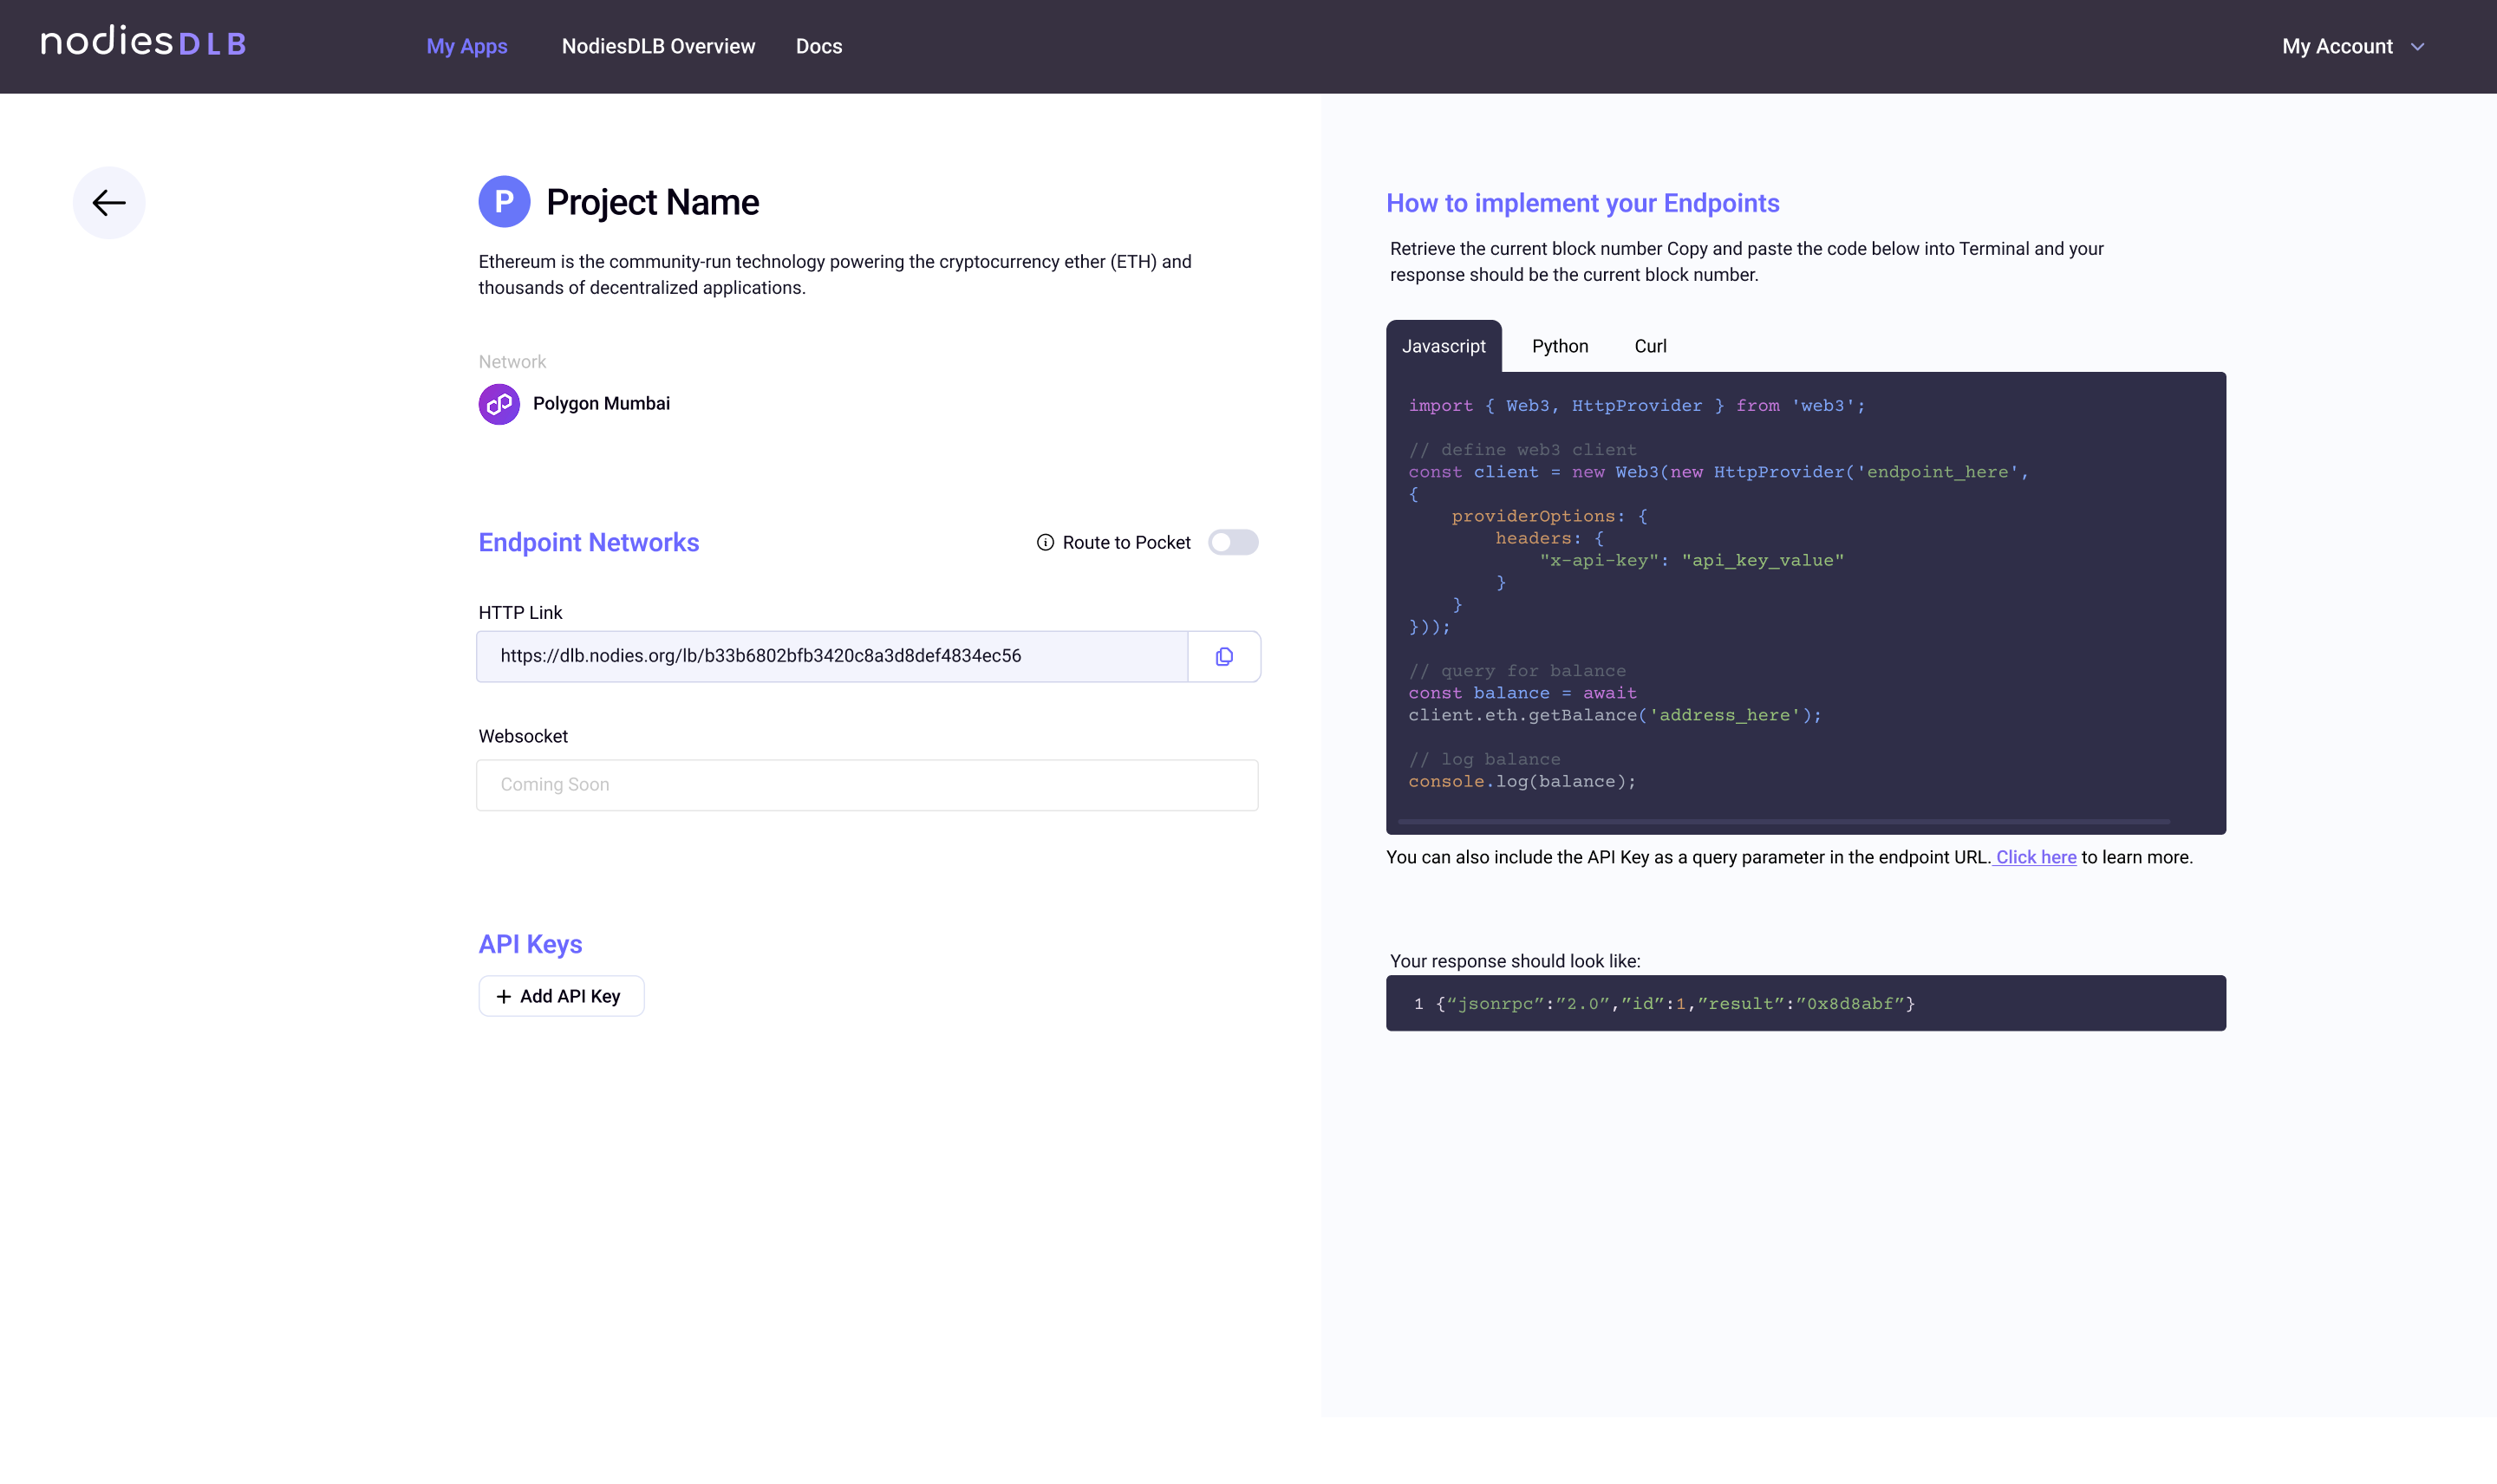 nodiesDLB
My Apps
NodiesDLB Overview
Docs
My Account
P
Project Name
Ethereum is the community-run technology powering the cryptocurrency ether (ETH) and
thousands of decentralized applications.
Network
Polygon Mumbai
Endpoint Networks
Route to Pocket
HTTP Link
https://dlb.nodies.org/lb/b33b6802bfb3420c8a3d8def4834ec56
Websocket
Coming Soon
API Keys
+ Add API Key
How to implement your Endpoints
Retrieve the current block number Copy and paste the code below into Terminal and your
response should be the current block number.
Javascript
Python
Curl
import { Web3, HttpProvider } from 'web3';
// define web3 client
const client = new Web3(new HttpProvider('endpoint_here',
{
    providerOptions: {
        headers: {
            "x-api-key": "api_key_value"
        }
    }
}));
// query for balance
const balance = await
client.eth.getBalance('address_here');
// log balance
console.log(balance);
You can also include the API Key as a query parameter in the endpoint URL. Click here to learn more.
Your response should look like:
1 {“jsonrpc”:”2.0”,”id”:1,”result”:”0x8d8abf”}